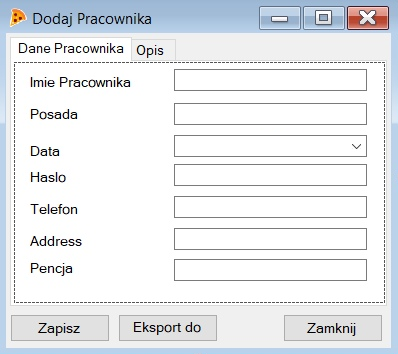 Dodaj Pracownika
Dane Pracownika Opis
Imie Pracownika
Posada
Data
Haslo
Telefon
Address
Pencja
Zapisz Eksport do Zamknij